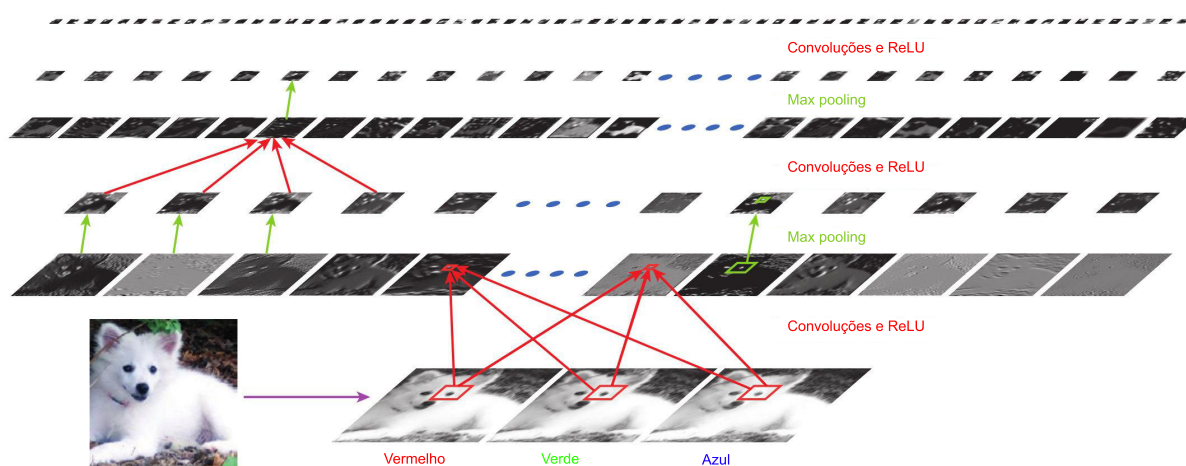 Convoluções e ReLU
Max pooling
Convoluções e ReLU
Max pooling
Convoluções e ReLU
Vermelho
Verde
Azul